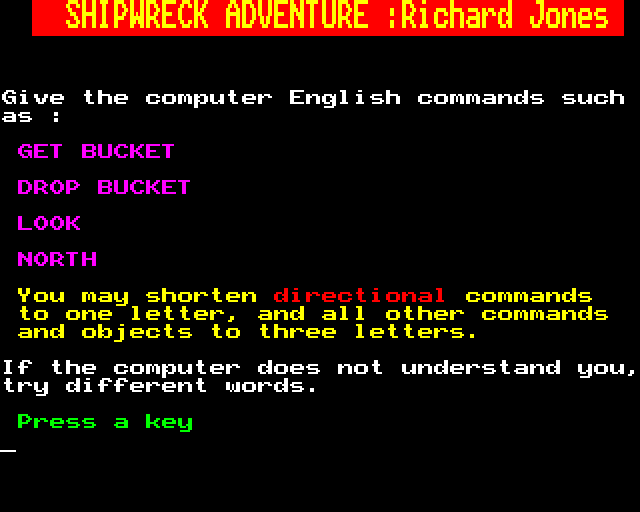 SHIPWRECK ADVENTURE :Richard Jones
Give the computer English commands such
as :
GET BUCKET
DROP BUCKET
LOOK
NORTH
You may shorten directional commands
to one letter, and all other commands
and objects to three letters.
If the computer does not understand you,
try different words.
Press a key